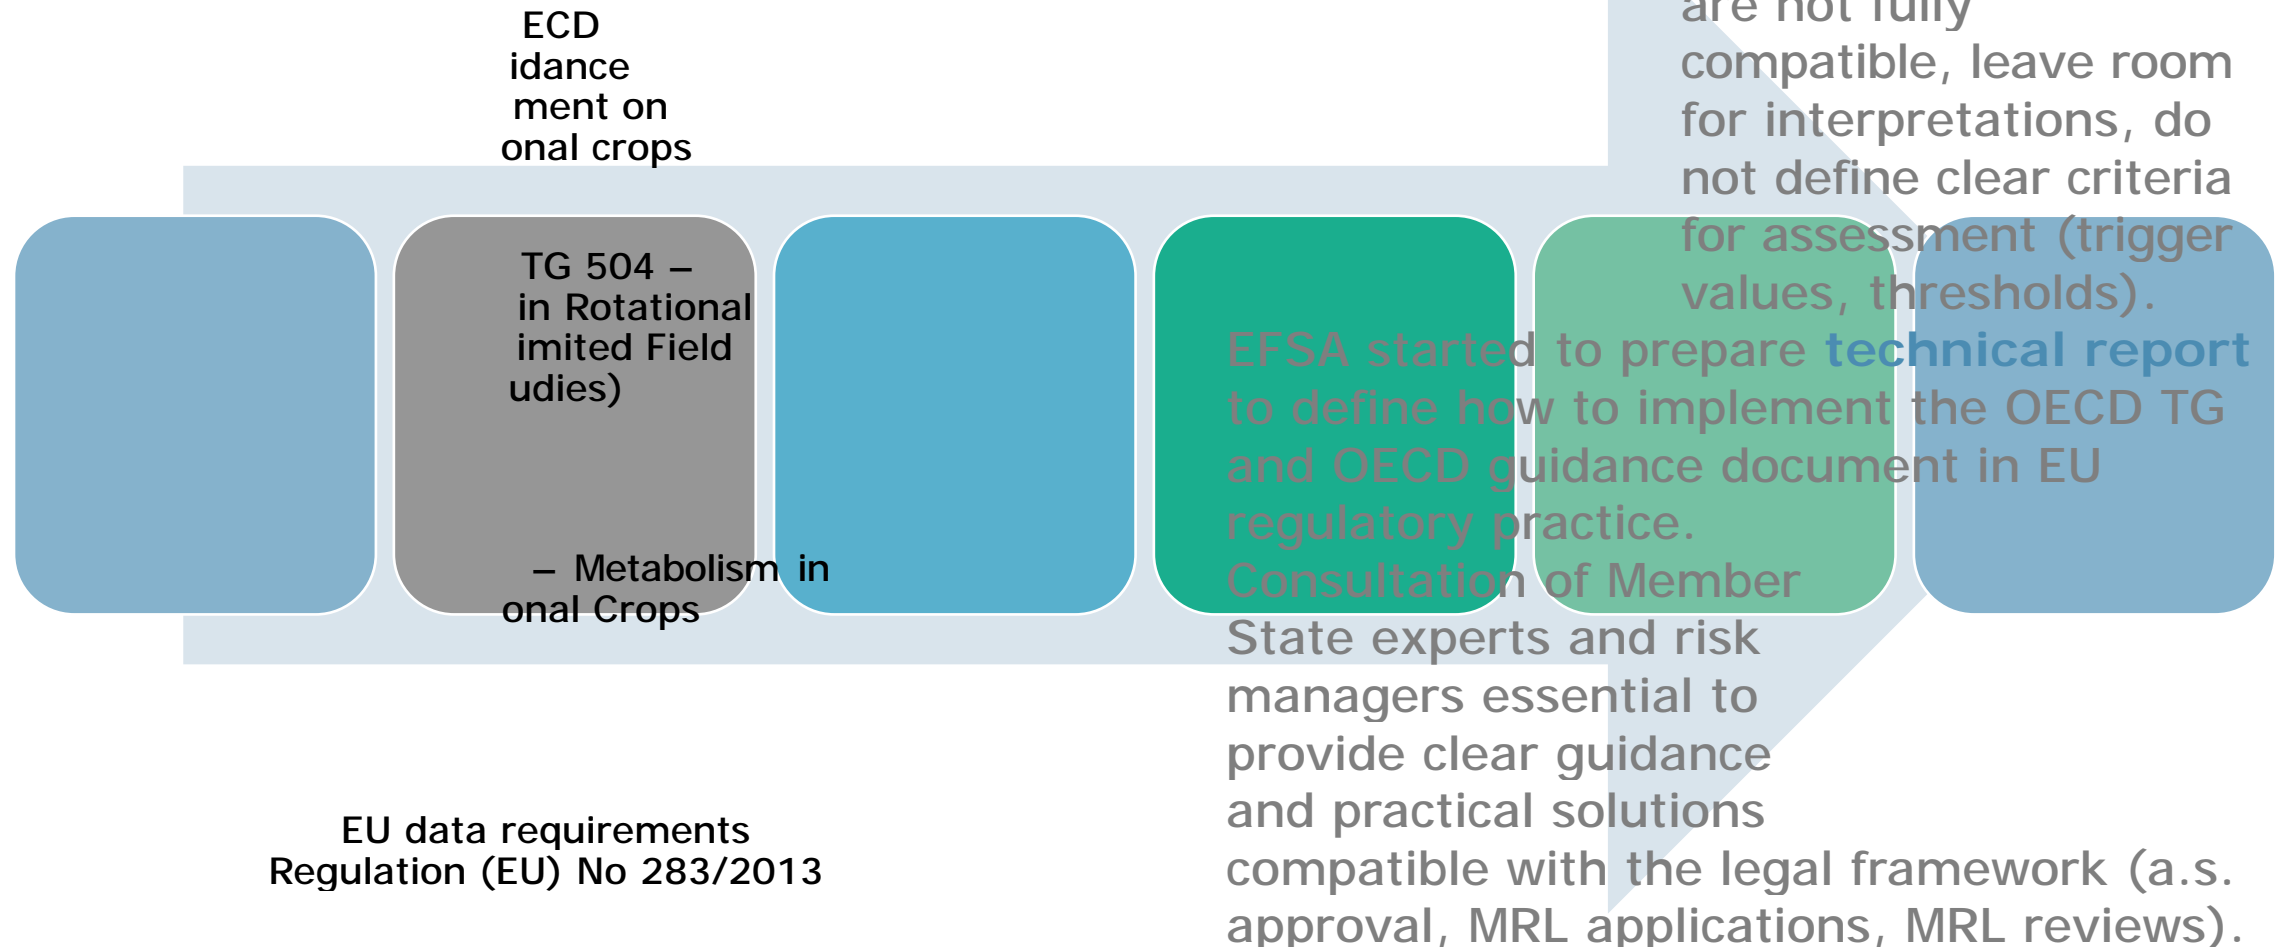 ECD
idance
ment on
onal crops
TG 504 –
in Rotational
imited Field
udies)
– Metabolism in
onal Crops
EU data requirements
Regulation (EU) No 283/2013
are not fully
compatible, leave room
for interpretations, do
not define clear criteria
for assessment (trigger
values, thresholds).
EFSA started to prepare technical report
to define how to implement the OECD TG
and OECD guidance document in EU
regulatory practice.
Consultation of Member
State experts and risk
managers essential to
provide clear guidance
and practical solutions
compatible with the legal framework (a.s.
approval, MRL applications, MRL reviews).